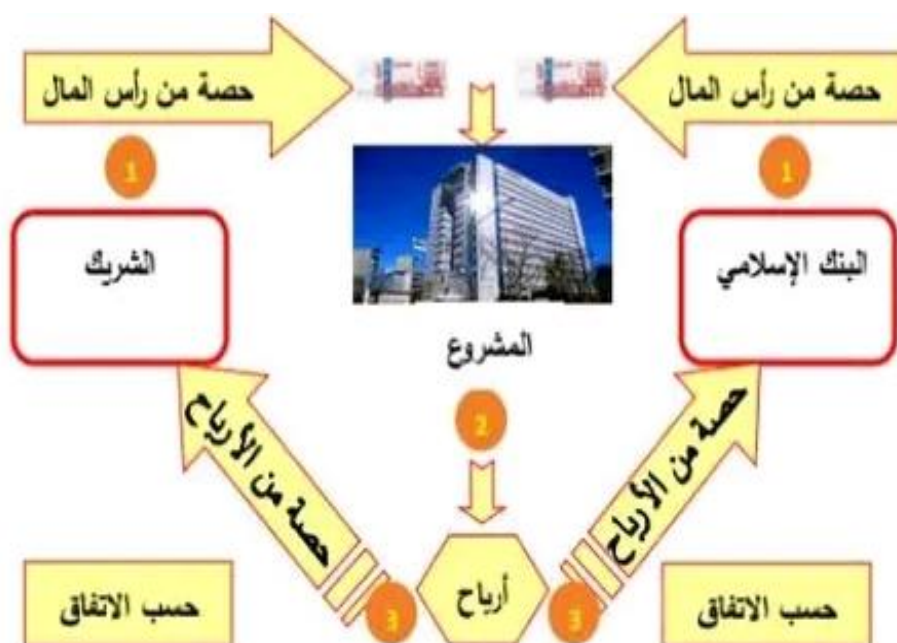 حصة من رأس المال
حصة من رأس المال
1
1
البنك الإسلامي
الشريك
المشروع
2
حصة من الأرباح
حصة من الأرباح
أرباح
3
3
حسب الاتفاق
حسب الاتفاق